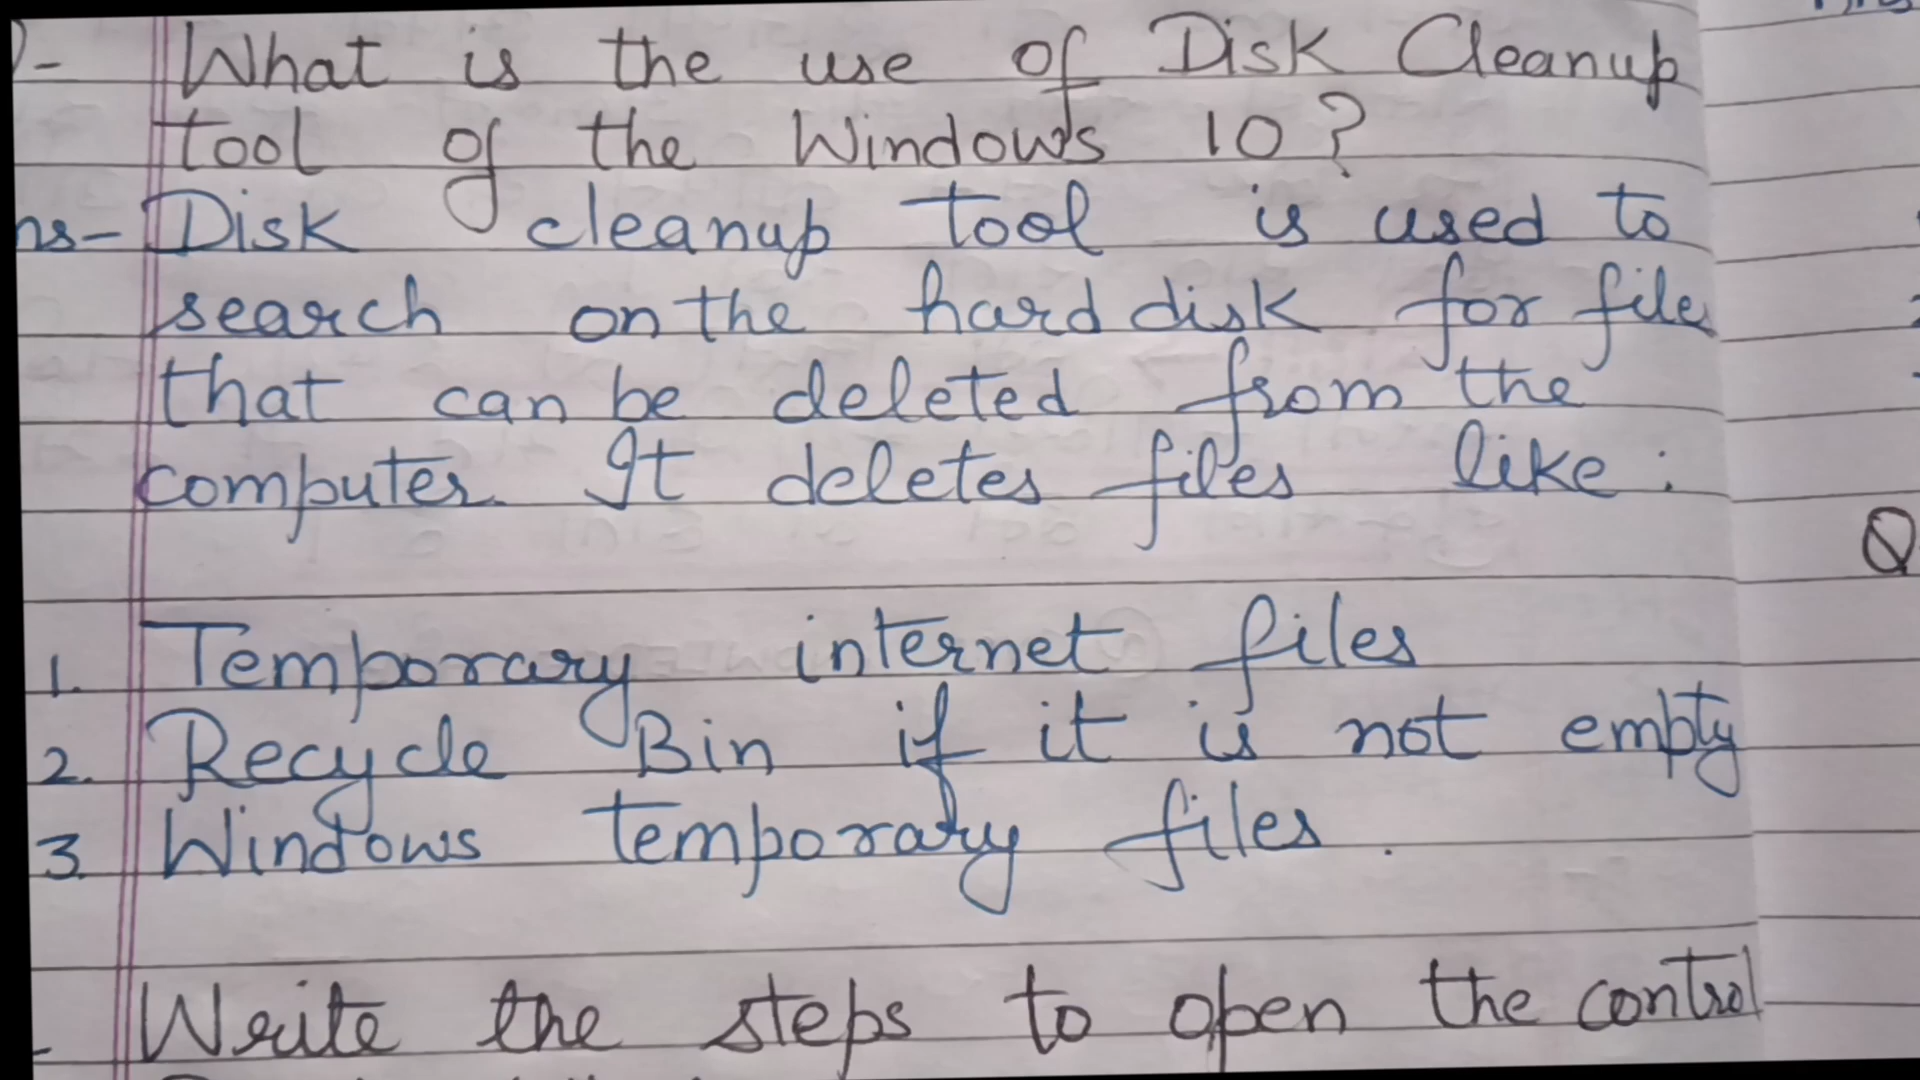 - What is the use of Disk Cleanup
tool of the Windows 10?
ns- Disk cleanup tool is used to
search on the hard disk for file
that can be deleted from the
computer. It deletes files like:
1. Temporary internet files
2. Recycle Bin if it is not empty
3. Windows temporary files.
- Write the steps to open the control
Q